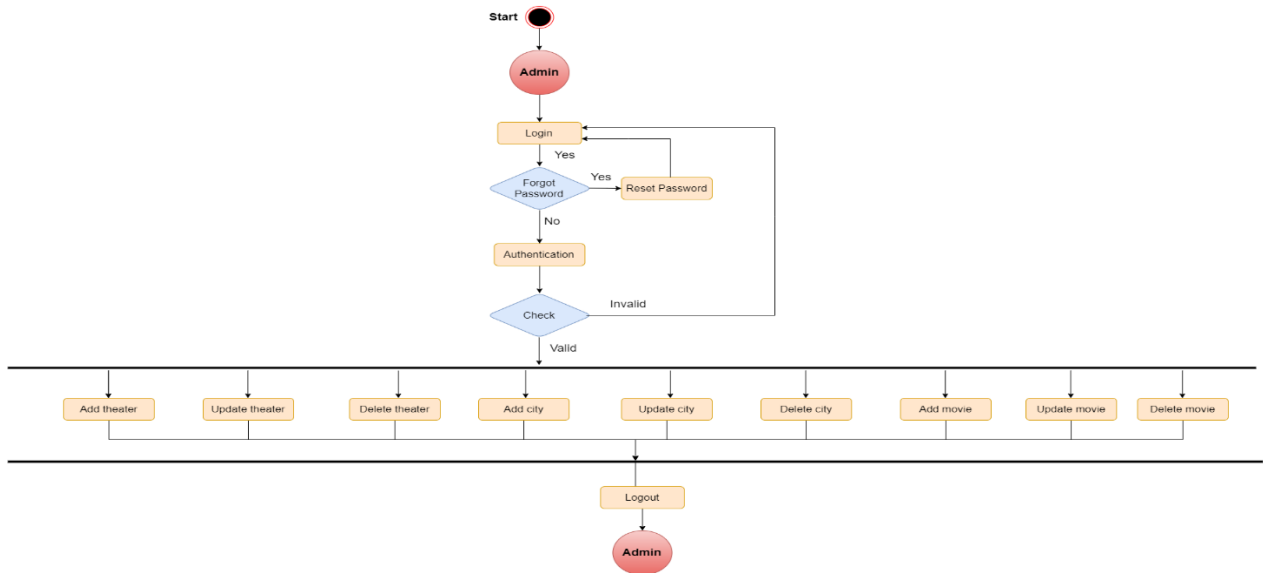 Start
Admin
Login
Yes
Forgot
Password
Yes
Reset Password
No
Authentication
Check
Invalid
Valid
Add theater
Update theater
Delete theater
Add city
Update city
Delete city
Add movie
Update movie
Delete movie
Logout
Admin